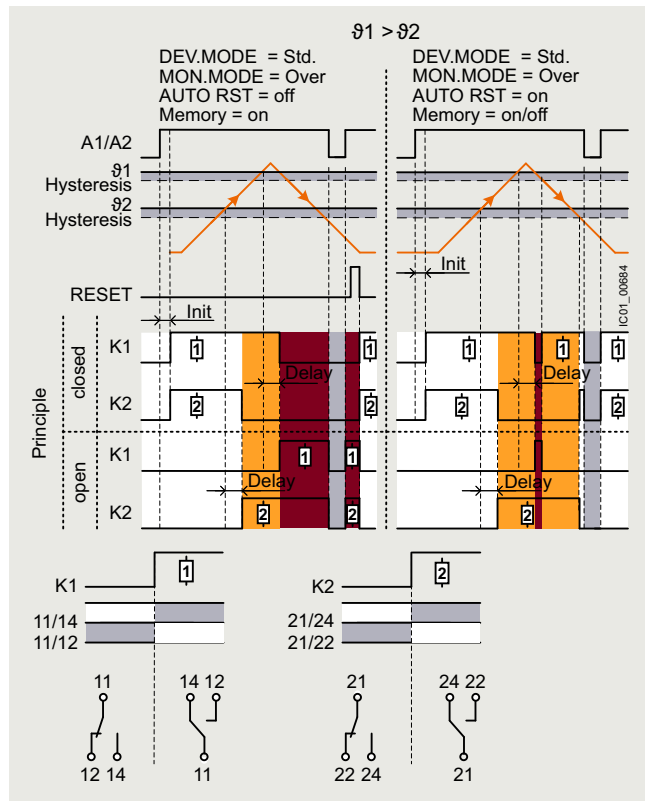 ϑ1 > ϑ2
DEV.MODE = Std.
MON.MODE = Over
AUTO RST = off
Memory = on
DEV.MODE = Std.
MON.MODE = Over
AUTO RST = on
Memory = on/off
A1/A2
ϑ1
Hysteresis
ϑ2
Hysteresis
Init
IC01_00684
RESET
Init
Principle
closed
K1
1
1
1
1
1
Delay
Delay
K2
2
2
2
2
open
K1
1
1
Delay
Delay
K2
2
2
2
K1
1
K2
2
11/14
11/12
21/24
21/22
11
14 12
21
24 22
12 14
11
22 24
21